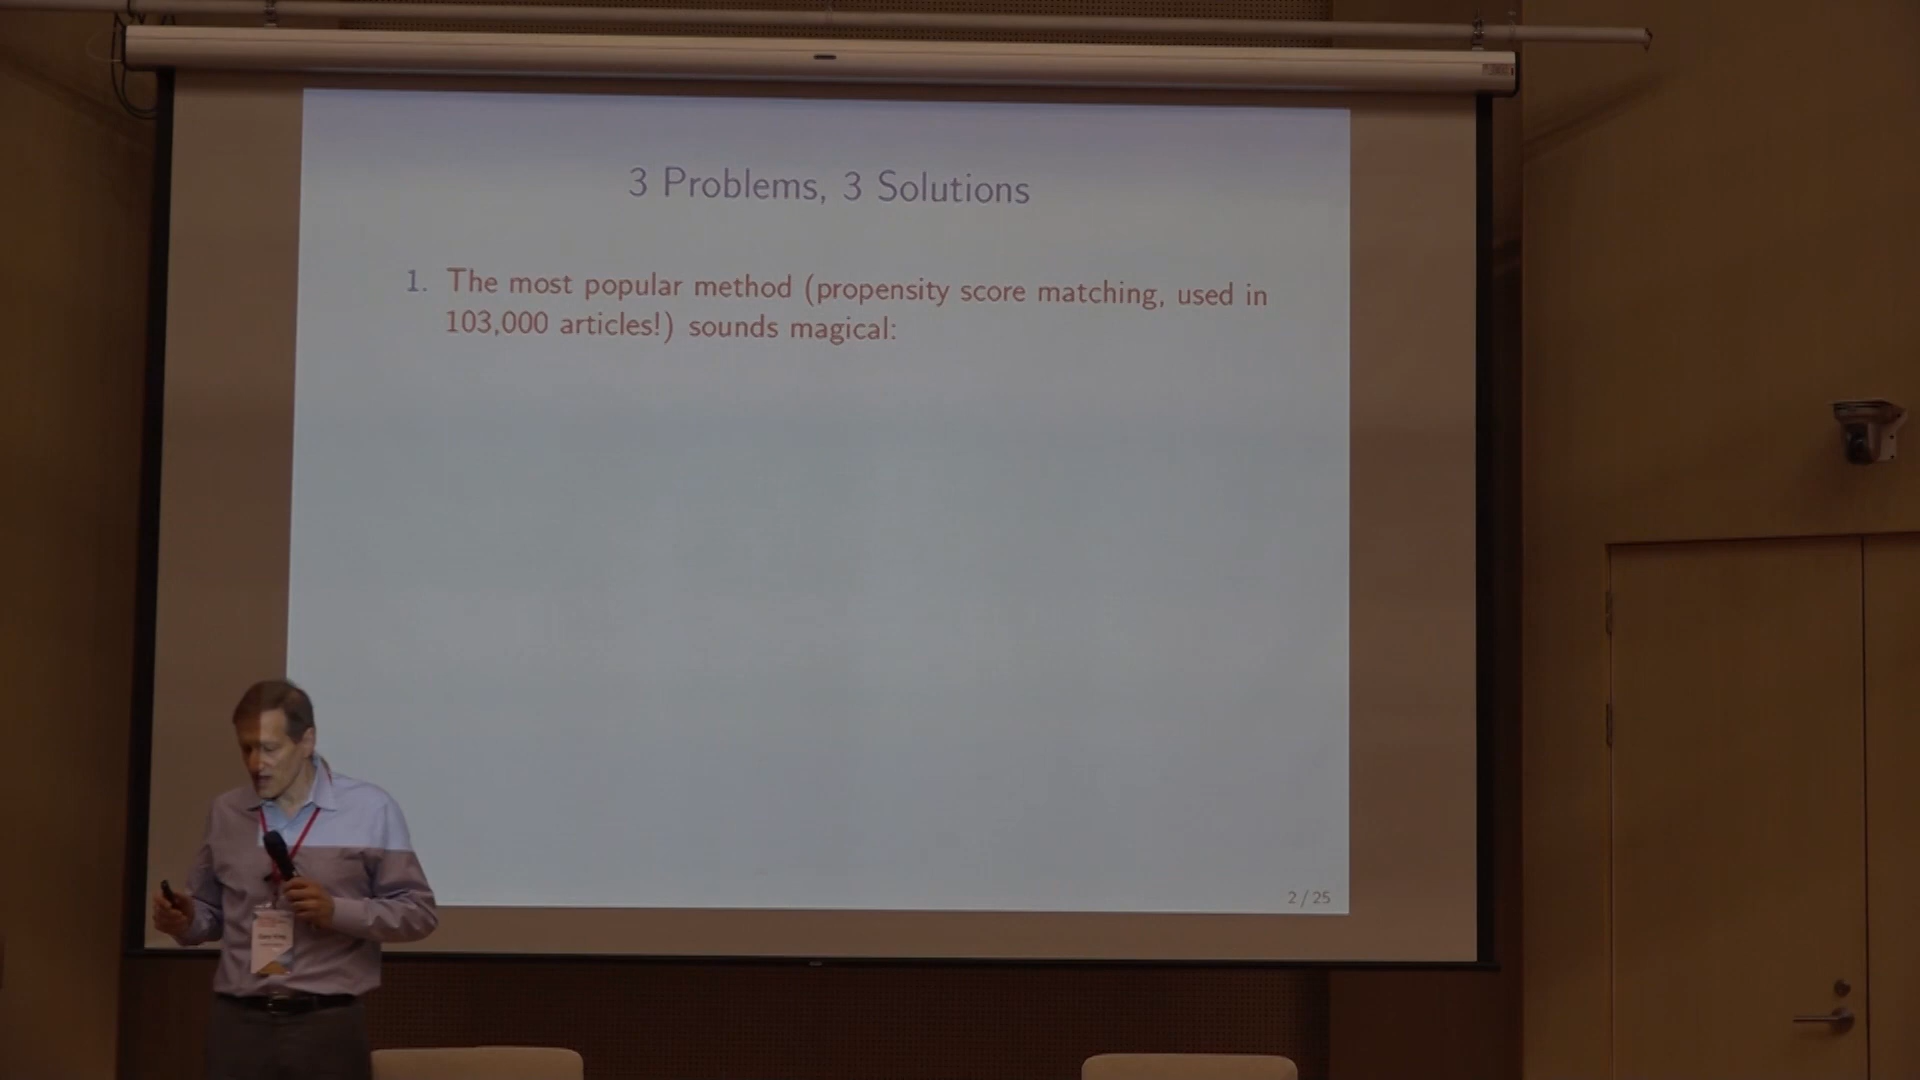 3 Problems, 3 Solutions
1. The most popular method (propensity score matching, used in
103,000 articles!) sounds magical:
2 / 25